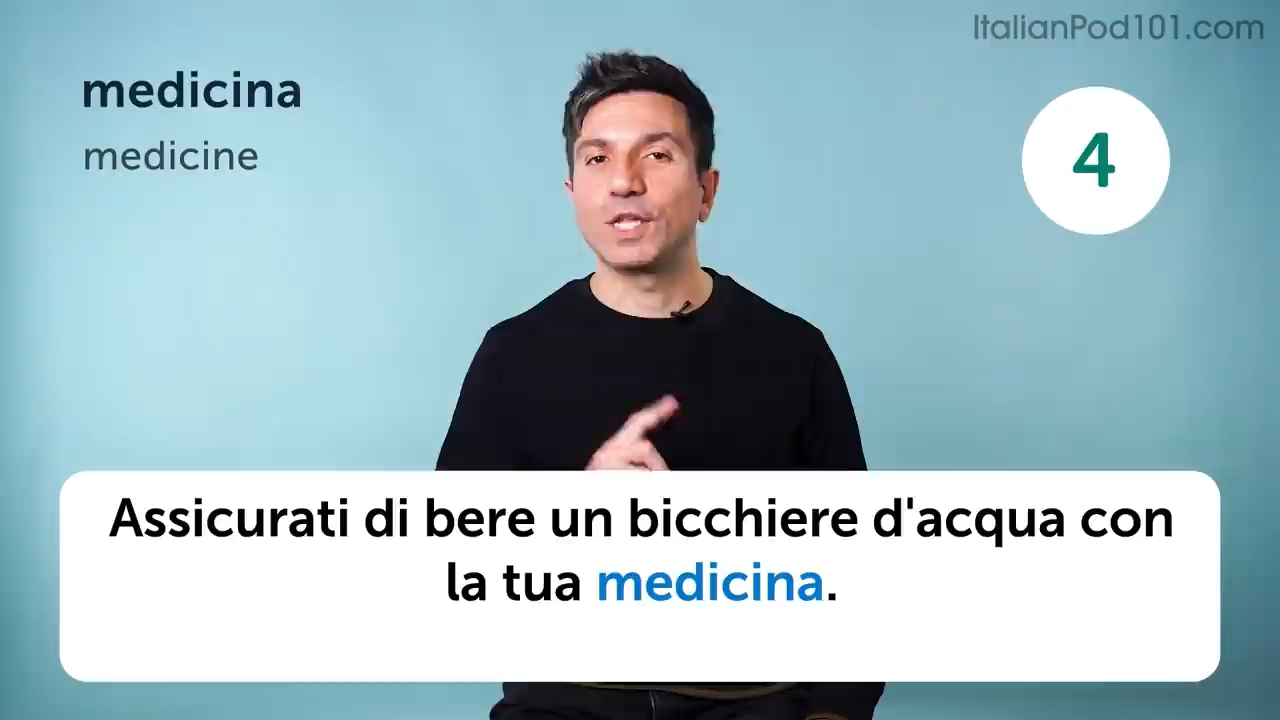 ItalianPod101.com
medicina
medicine
4
Assicurati di bere un bicchiere d'acqua con
la tua medicina.